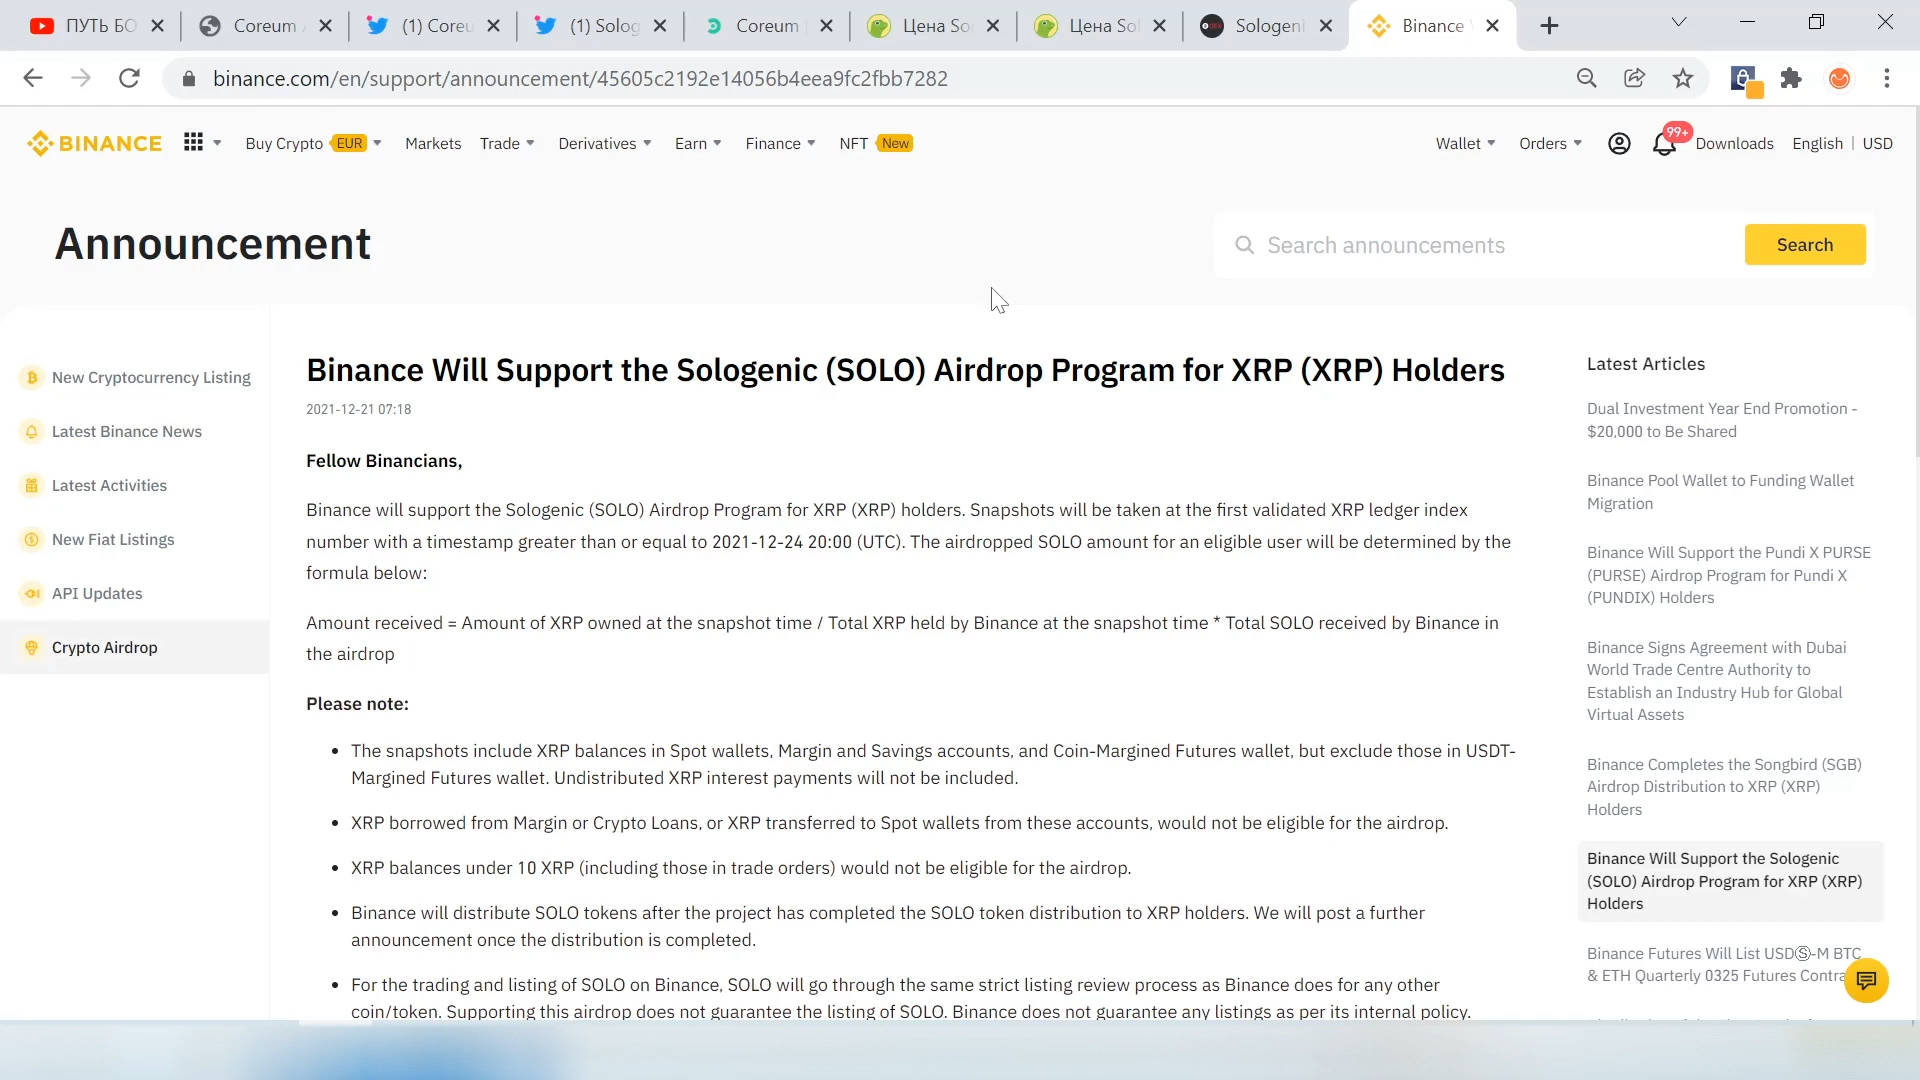 ПУТЬ БО
Coreum
(1) Coreu
(1) Solog
Coreum
Цена So
Цена Sol
Sologeni
Binance
binance.com/en/support/announcement/45605c2192e14056b4eea9fc2fbb7282
BINANCE
Buy Crypto EUR
Markets
Trade
Derivatives
Earn
Finance
NFT New
Wallet
Orders
99+
Downloads
English | USD
Announcement
Search announcements
Search
New Cryptocurrency Listing
Latest Binance News
Latest Activities
New Fiat Listings
API Updates
Crypto Airdrop
Binance Will Support the Sologenic (SOLO) Airdrop Program for XRP (XRP) Holders
2021-12-21 07:18
Fellow Binancians,
Binance will support the Sologenic (SOLO) Airdrop Program for XRP (XRP) holders. Snapshots will be taken at the first validated XRP ledger index
number with a timestamp greater than or equal to 2021-12-24 20:00 (UTC). The airdropped SOLO amount for an eligible user will be determined by the
formula below:
Amount received = Amount of XRP owned at the snapshot time / Total XRP held by Binance at the snapshot time * Total SOLO received by Binance in
the airdrop
Please note:
• The snapshots include XRP balances in Spot wallets, Margin and Savings accounts, and Coin-Margined Futures wallet, but exclude those in USDT-
Margined Futures wallet. Undistributed XRP interest payments will not be included.
• XRP borrowed from Margin or Crypto Loans, or XRP transferred to Spot wallets from these accounts, would not be eligible for the airdrop.
• XRP balances under 10 XRP (including those in trade orders) would not be eligible for the airdrop.
• Binance will distribute SOLO tokens after the project has completed the SOLO token distribution to XRP holders. We will post a further
announcement once the distribution is completed.
• For the trading and listing of SOLO on Binance, SOLO will go through the same strict listing review process as Binance does for any other
coin/token. Supporting this airdrop does not guarantee the listing of SOLO. Binance does not guarantee any listings as per its internal policy.
Latest Articles
Dual Investment Year End Promotion -
$20,000 to Be Shared
Binance Pool Wallet to Funding Wallet
Migration
Binance Will Support the Pundi X PURSE
(PURSE) Airdrop Program for Pundi X
(PUNDIX) Holders
Binance Signs Agreement with Dubai
World Trade Centre Authority to
Establish an Industry Hub for Global
Virtual Assets
Binance Completes the Songbird (SGB)
Airdrop Distribution to XRP (XRP)
Holders
Binance Will Support the Sologenic
(SOLO) Airdrop Program for XRP (XRP)
Holders
Binance Futures Will List USDⓈ-M BTC
& ETH Quarterly 0325 Futures Contra